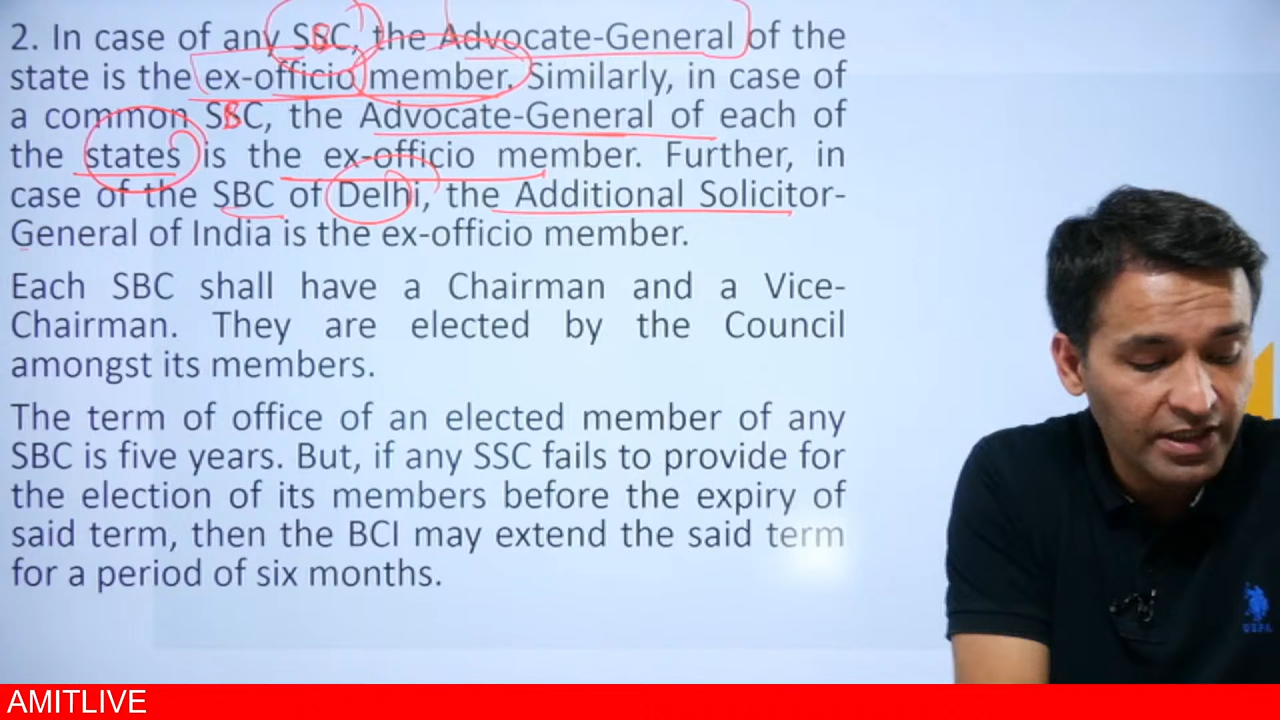 2. In case of any SBC, the Advocate-General of the
state is the ex-officio member. Similarly, in case of
a common SBC, the Advocate-General of each of
the states is the ex-officio member. Further, in
case of the SBC of Delhi, the Additional Solicitor-
General of India is the ex-officio member.
Each SBC shall have a Chairman and a Vice-
Chairman. They are elected by the Council
amongst its members.
The term of office of an elected member of any
SBC is five years. But, if any SSC fails to provide for
the election of its members before the expiry of
said term, then the BCI may extend the said term
for a period of six months.
USPA
AMITLIVE